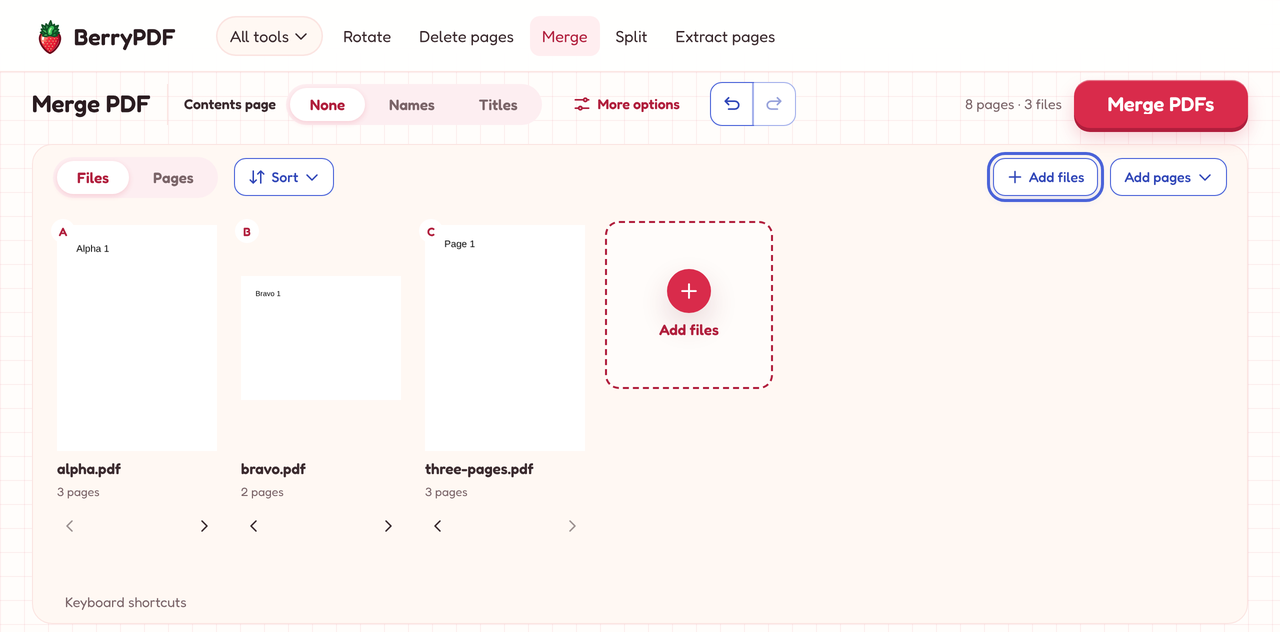 BerryPDF All tools Rotate Delete pages Merge Split Extract pages
Merge PDF Contents page None Names Titles More options 8 pages · 3 files Merge PDFs
Files Pages Sort Add files Add pages
A B C
Alpha 1 Bravo 1 Page 1
Add files
alpha.pdf bravo.pdf three-pages.pdf
3 pages 2 pages 3 pages
Keyboard shortcuts